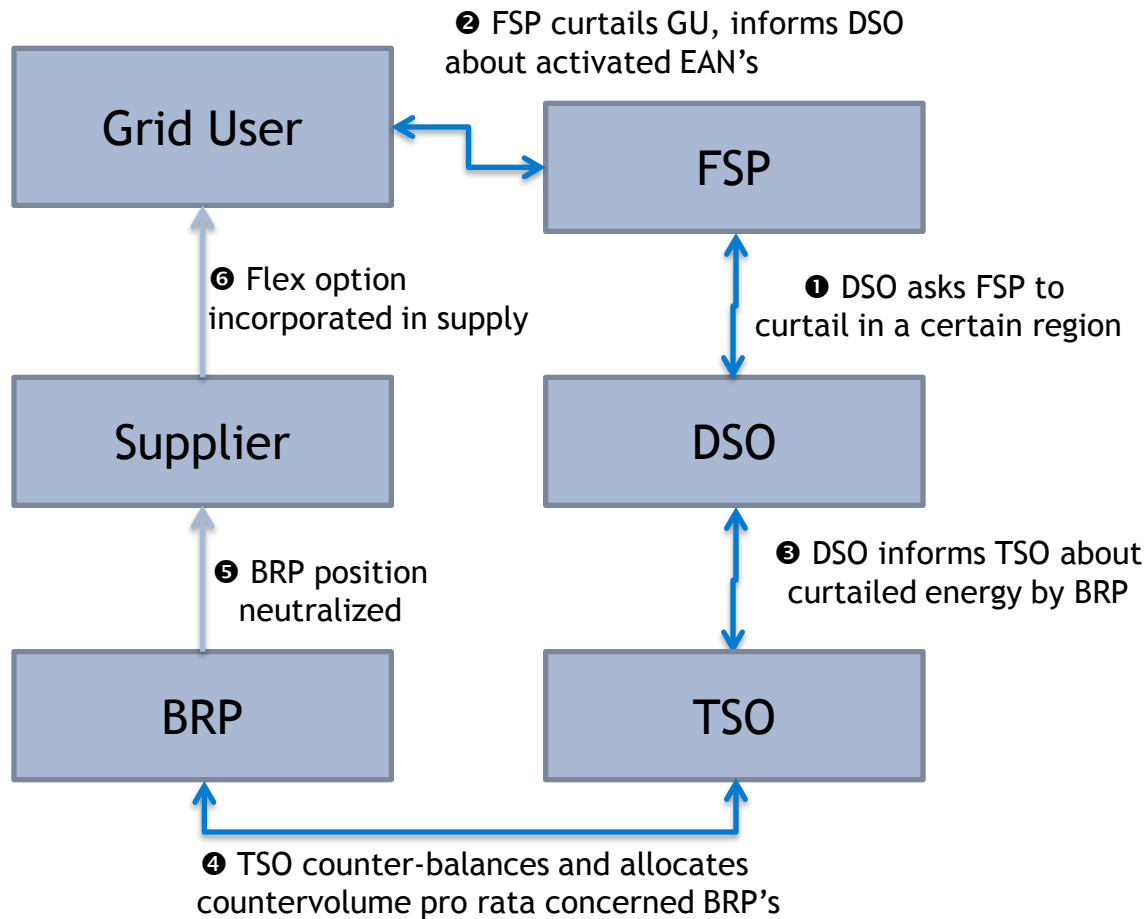 ❷ FSP curtails GU, informs DSO
about activated EAN’s
Grid User
FSP
❻ Flex option
incorporated in supply
❶ DSO asks FSP to
curtail in a certain region
Supplier
DSO
❺ BRP position
neutralized
❸ DSO informs TSO about
curtailed energy by BRP
BRP
TSO
❹ TSO counter-balances and allocates
countervolume pro rata concerned BRP’s